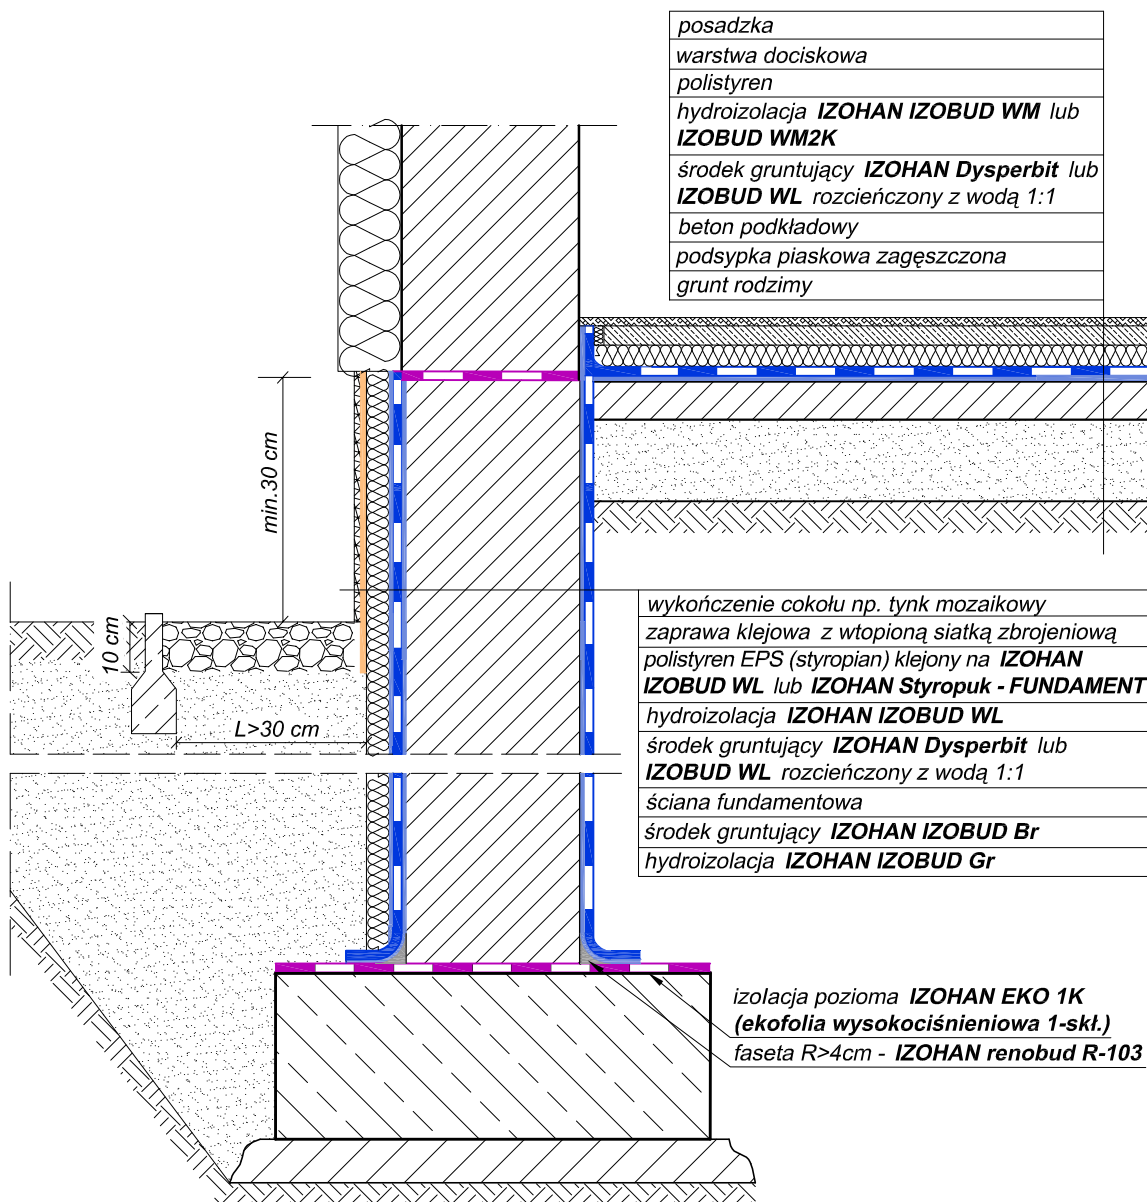 posadzka
warstwa dociskowa
polistyren
hydroizolacja IZOHAN IZOBUD WM lub
IZOBUD WM2K
środek gruntujący IZOHAN Dysperbit lub
IZOBUD WL rozcieńczony z wodą 1:1
beton podkładowy
podsypka piaskowa zagęszczona
grunt rodzimy
min.30 cm
10 cm
L>30 cm
wykończenie cokołu np. tynk mozaikowy
zaprawa klejowa z wtopioną siatką zbrojeniową
polistyren EPS (styropian) klejony na IZOHAN
IZOBUD WL lub IZOHAN Styropuk - FUNDAMENT
hydroizolacja IZOHAN IZOBUD WL
środek gruntujący IZOHAN Dysperbit lub
IZOBUD WL rozcieńczony z wodą 1:1
ściana fundamentowa
środek gruntujący IZOHAN IZOBUD Br
hydroizolacja IZOHAN IZOBUD Gr
izolacja pozioma IZOHAN EKO 1K
(ekofolia wysokociśnieniowa 1-skł.)
faseta R>4cm - IZOHAN renobud R-103